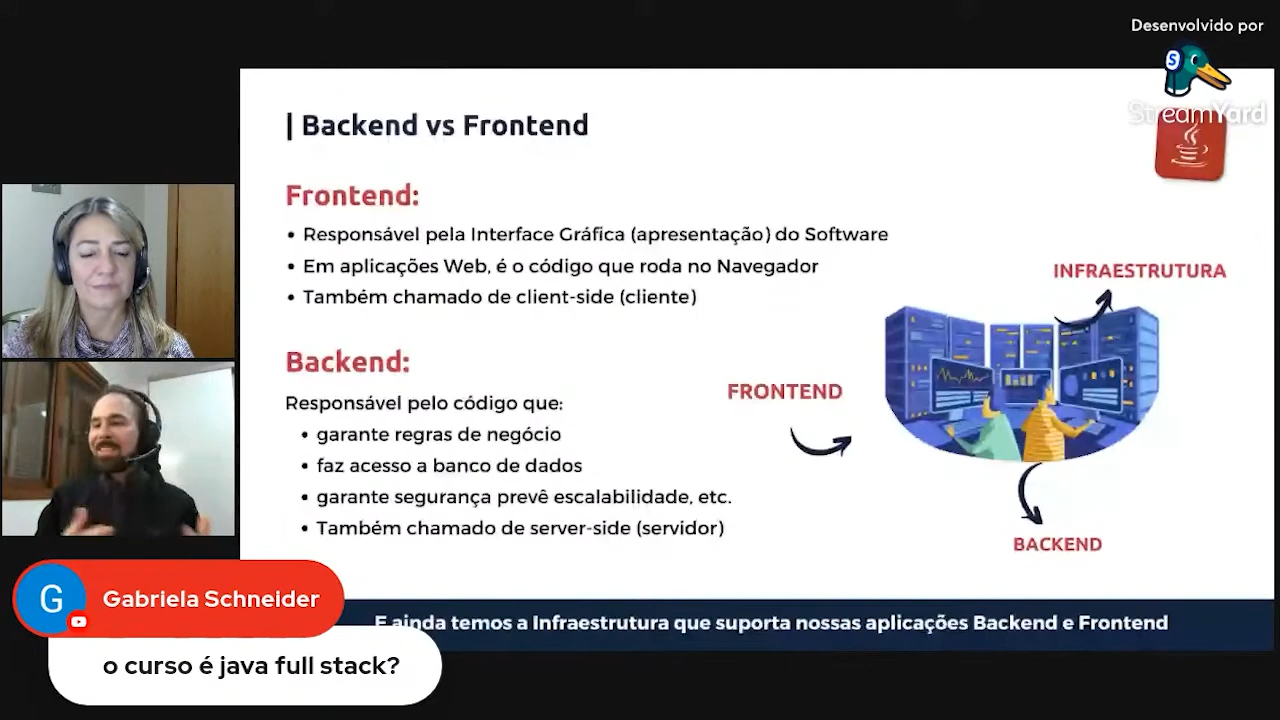 Desenvolvido por
StreamYard
| Backend vs Frontend
Frontend:
• Responsável pela Interface Gráfica (apresentação) do Software
• Em aplicações Web, é o código que roda no Navegador
• Também chamado de client-side (cliente)
Backend:
Responsável pelo código que:
• garante regras de negócio
• faz acesso a banco de dados
• garante segurança prevê escalabilidade, etc.
• Também chamado de server-side (servidor)
INFRAESTRUTURA
FRONTEND
BACKEND
E ainda temos a Infraestrutura que suporta nossas aplicações Backend e Frontend
G
Gabriela Schneider
o curso é java full stack?